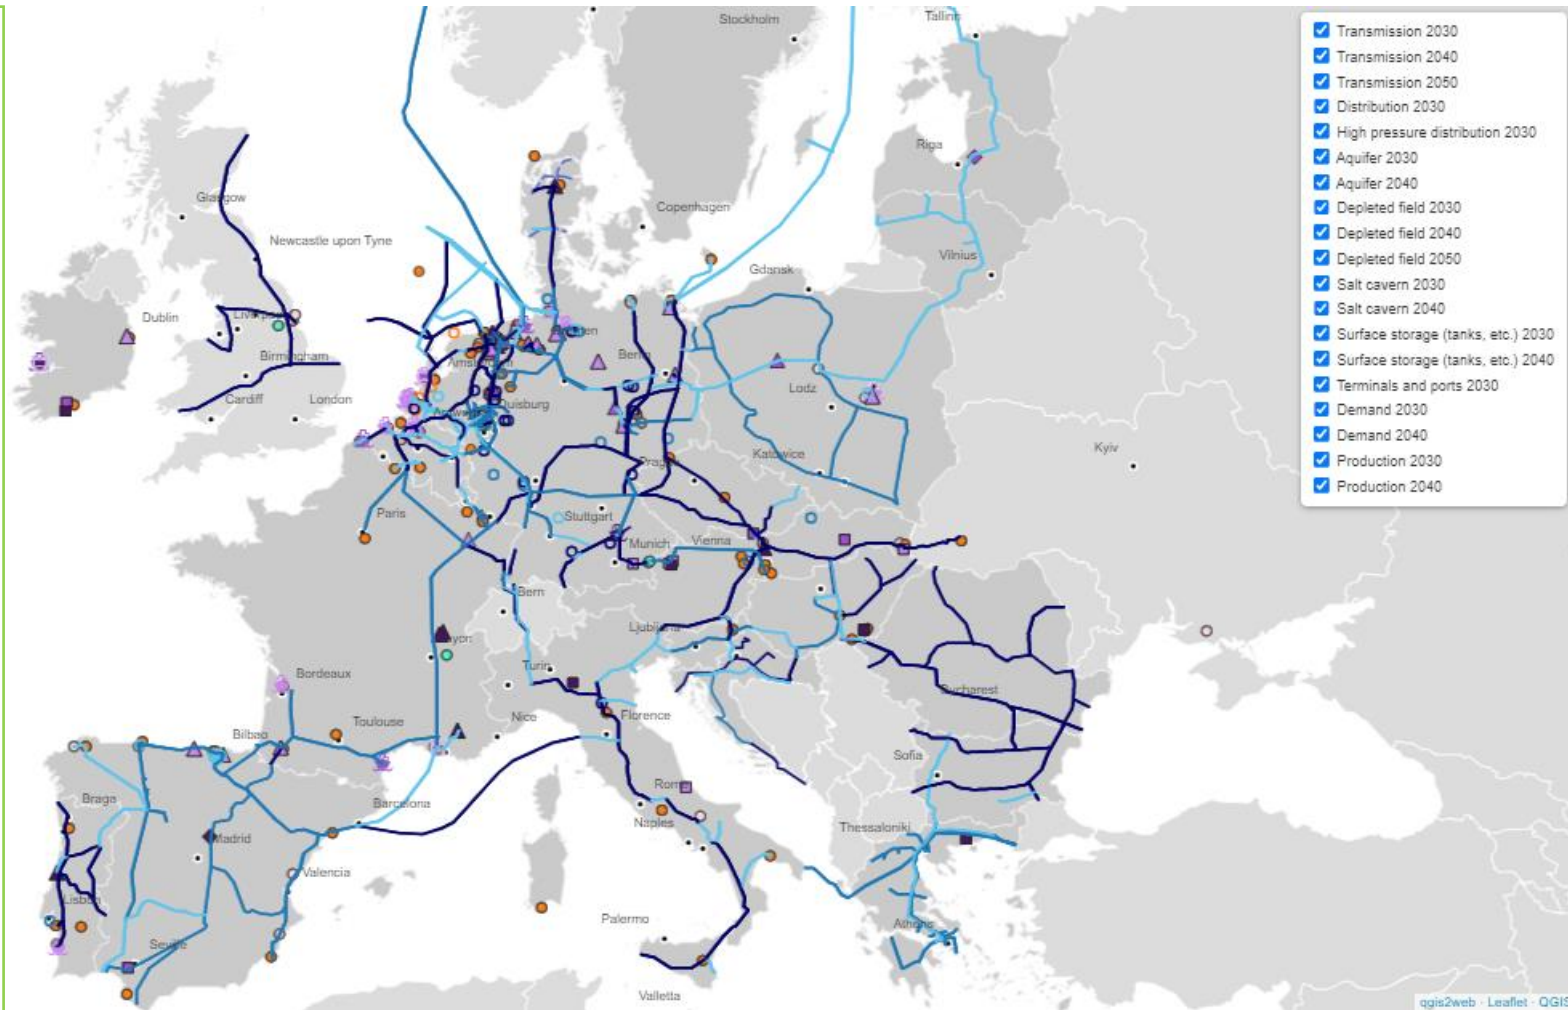 Stockholm
Tallinn
Riga
Glasgow
Copenhagen
Newcastle upon Tyne
Vilnius
Gdansk
Dublin
Liverpool
Birmingham
Berlin
Amsterdam
Lodz
Cardiff
London
Duisburg
Antwerp
Kyiv
Katowice
Prague
Paris
Stuttgart
Munich
Vienna
Bern
Ljubljana
Lyon
Turin
Bordeaux
Bucharest
Nice
Florence
Toulouse
Bilbao
Sofia
Rome
Braga
Barcelona
Naples
Thessaloniki
Madrid
Valencia
Lisbon
Palermo
Athens
Seville
Valletta
Transmission 2030
Transmission 2040
Transmission 2050
Distribution 2030
High pressure distribution 2030
Aquifer 2030
Aquifer 2040
Depleted field 2030
Depleted field 2040
Depleted field 2050
Salt cavern 2030
Salt cavern 2040
Surface storage (tanks, etc.) 2030
Surface storage (tanks, etc.) 2040
Terminals and ports 2030
Demand 2030
Demand 2040
Production 2030
Production 2040
qgis2web · Leaflet · QGIS